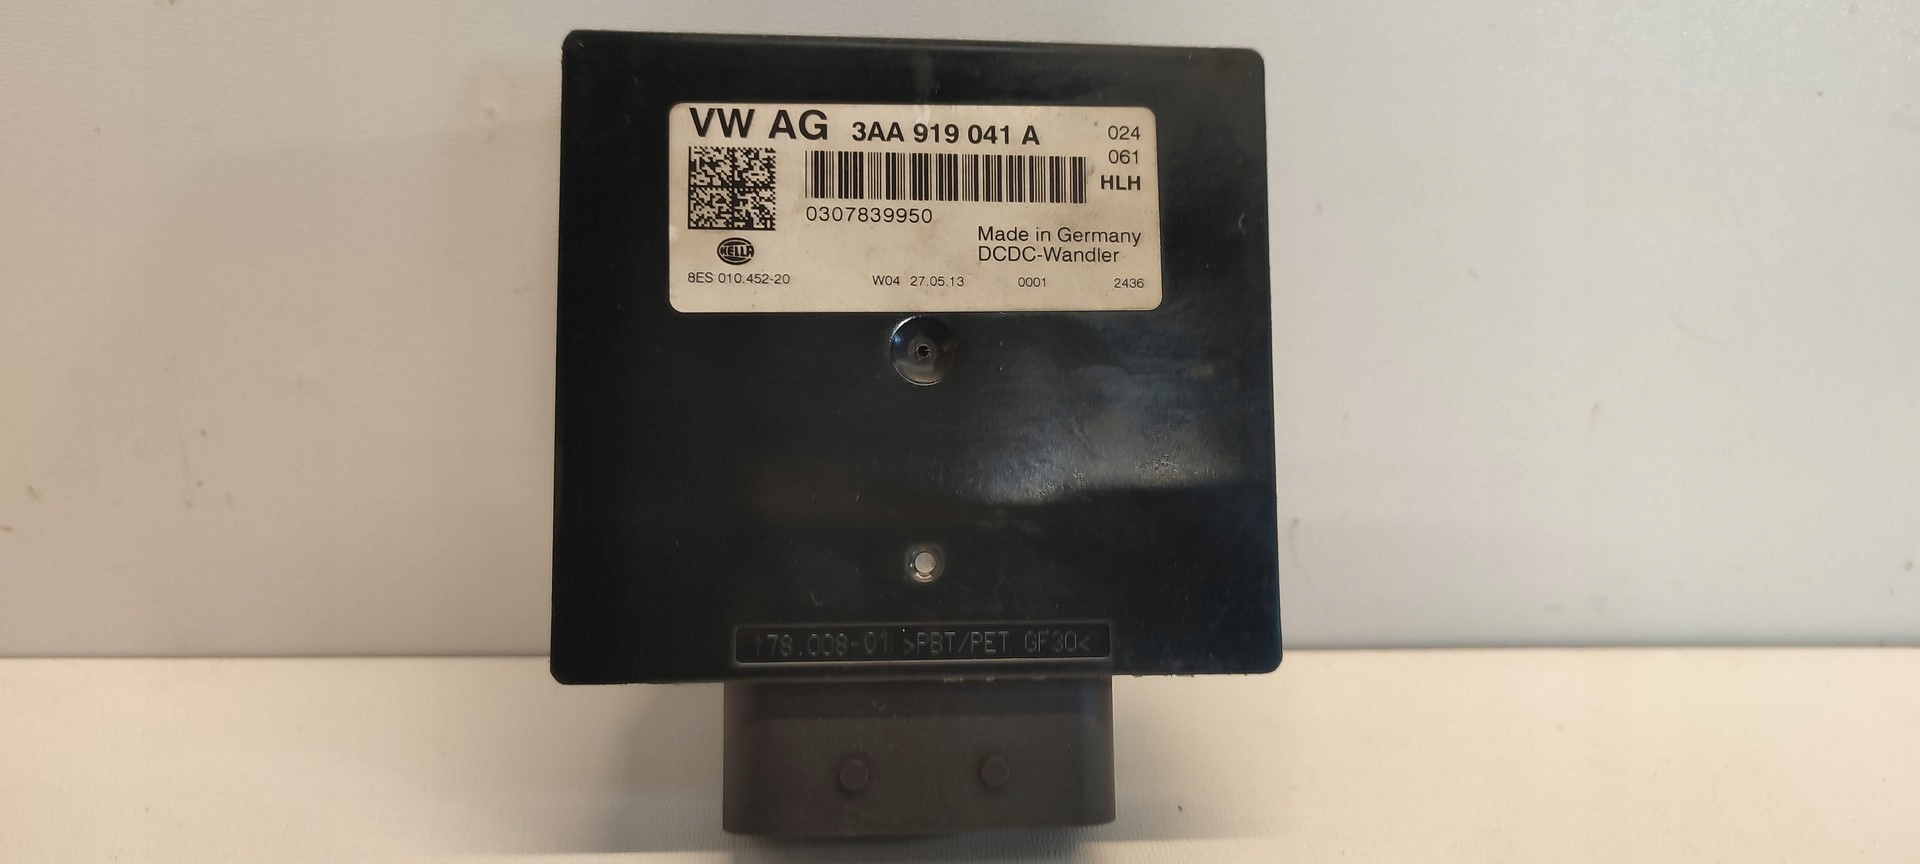 VW AG 3AA 919 041 A 024
061
HLH
0307839950
Made in Germany
DCDC-Wandler
HELLA
8ES 010.452-20 W04 27.05.13 0001 2436
178.008-01 >PBT/PET GF30<